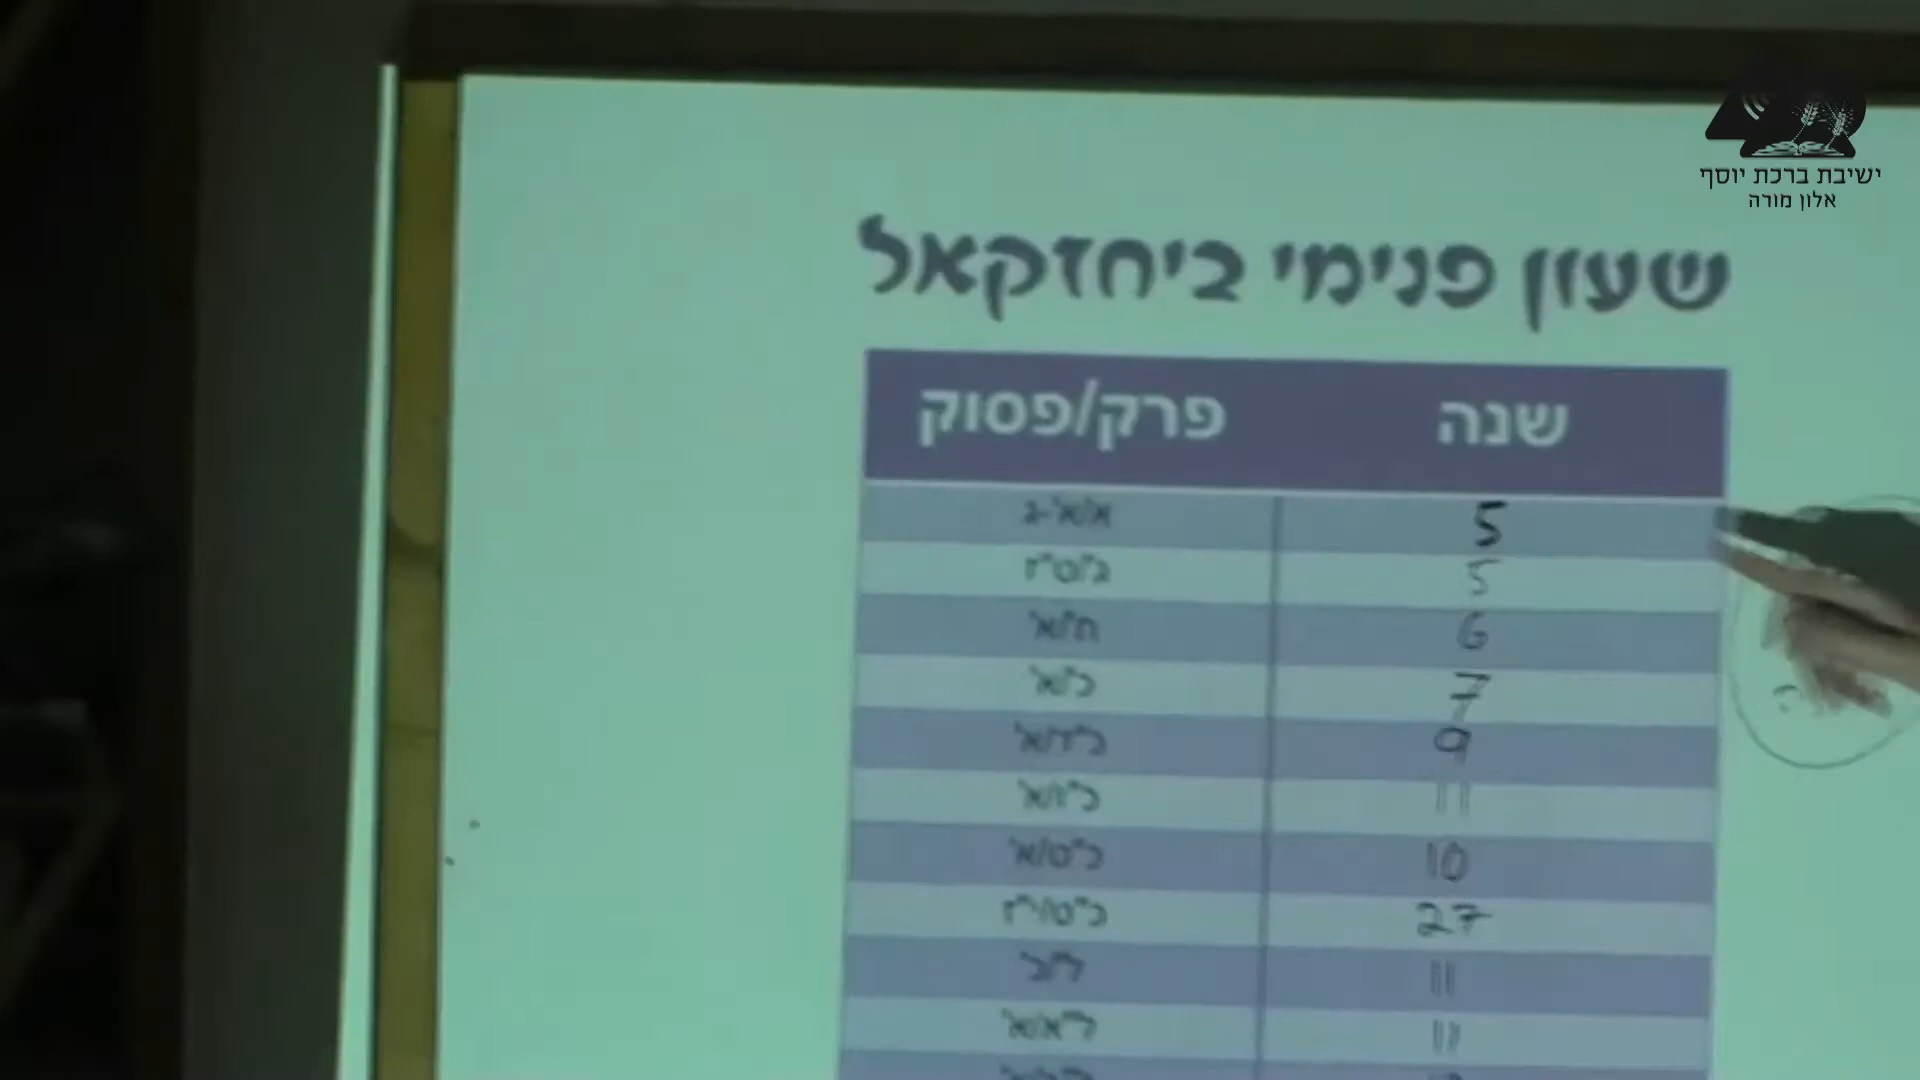 ישיבת ברכת יוסף
אלון מורה
שעון פנימי ביחזקאל
שנה פרק/פסוק
5 א/א'-ג
5 ג'/ט"ז
6 ח'/א'
7 כ'/א'
9 כ"ד/א'
11 כ"ו/א'
10 כ"ט/א'
27 כ"ט/י"ז
11 ל'/כ'
11 ל"א/א'